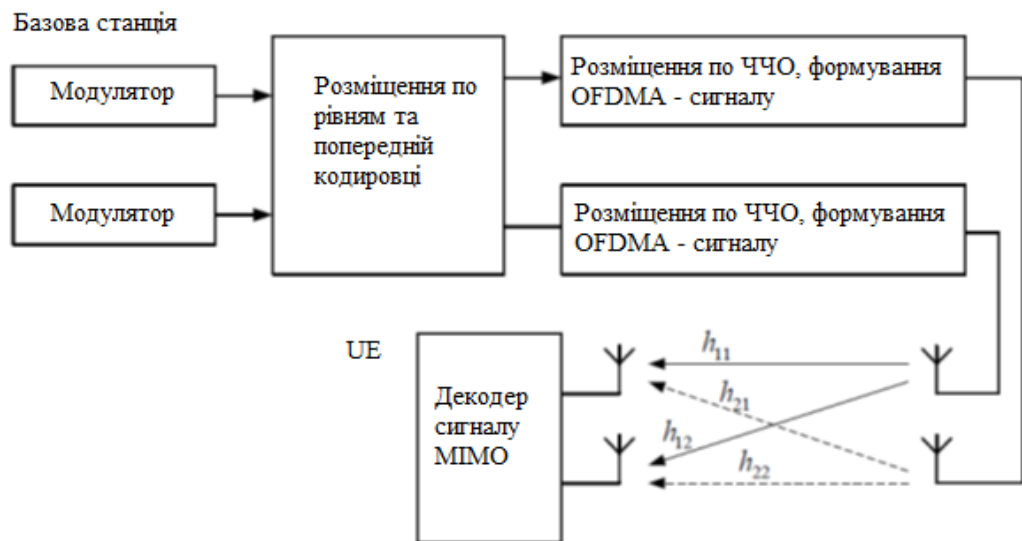 Базова станція
Модулятор
Розміщення по
рівням та
попередній
кодировці
Розміщення по ЧЧО, формування
OFDMA - сигналу
Модулятор
Розміщення по ЧЧО, формування
OFDMA - сигналу
UE
Декодер
сигналу
MIMO
h₁₁
h₂₁
h₁₂
h₂₂